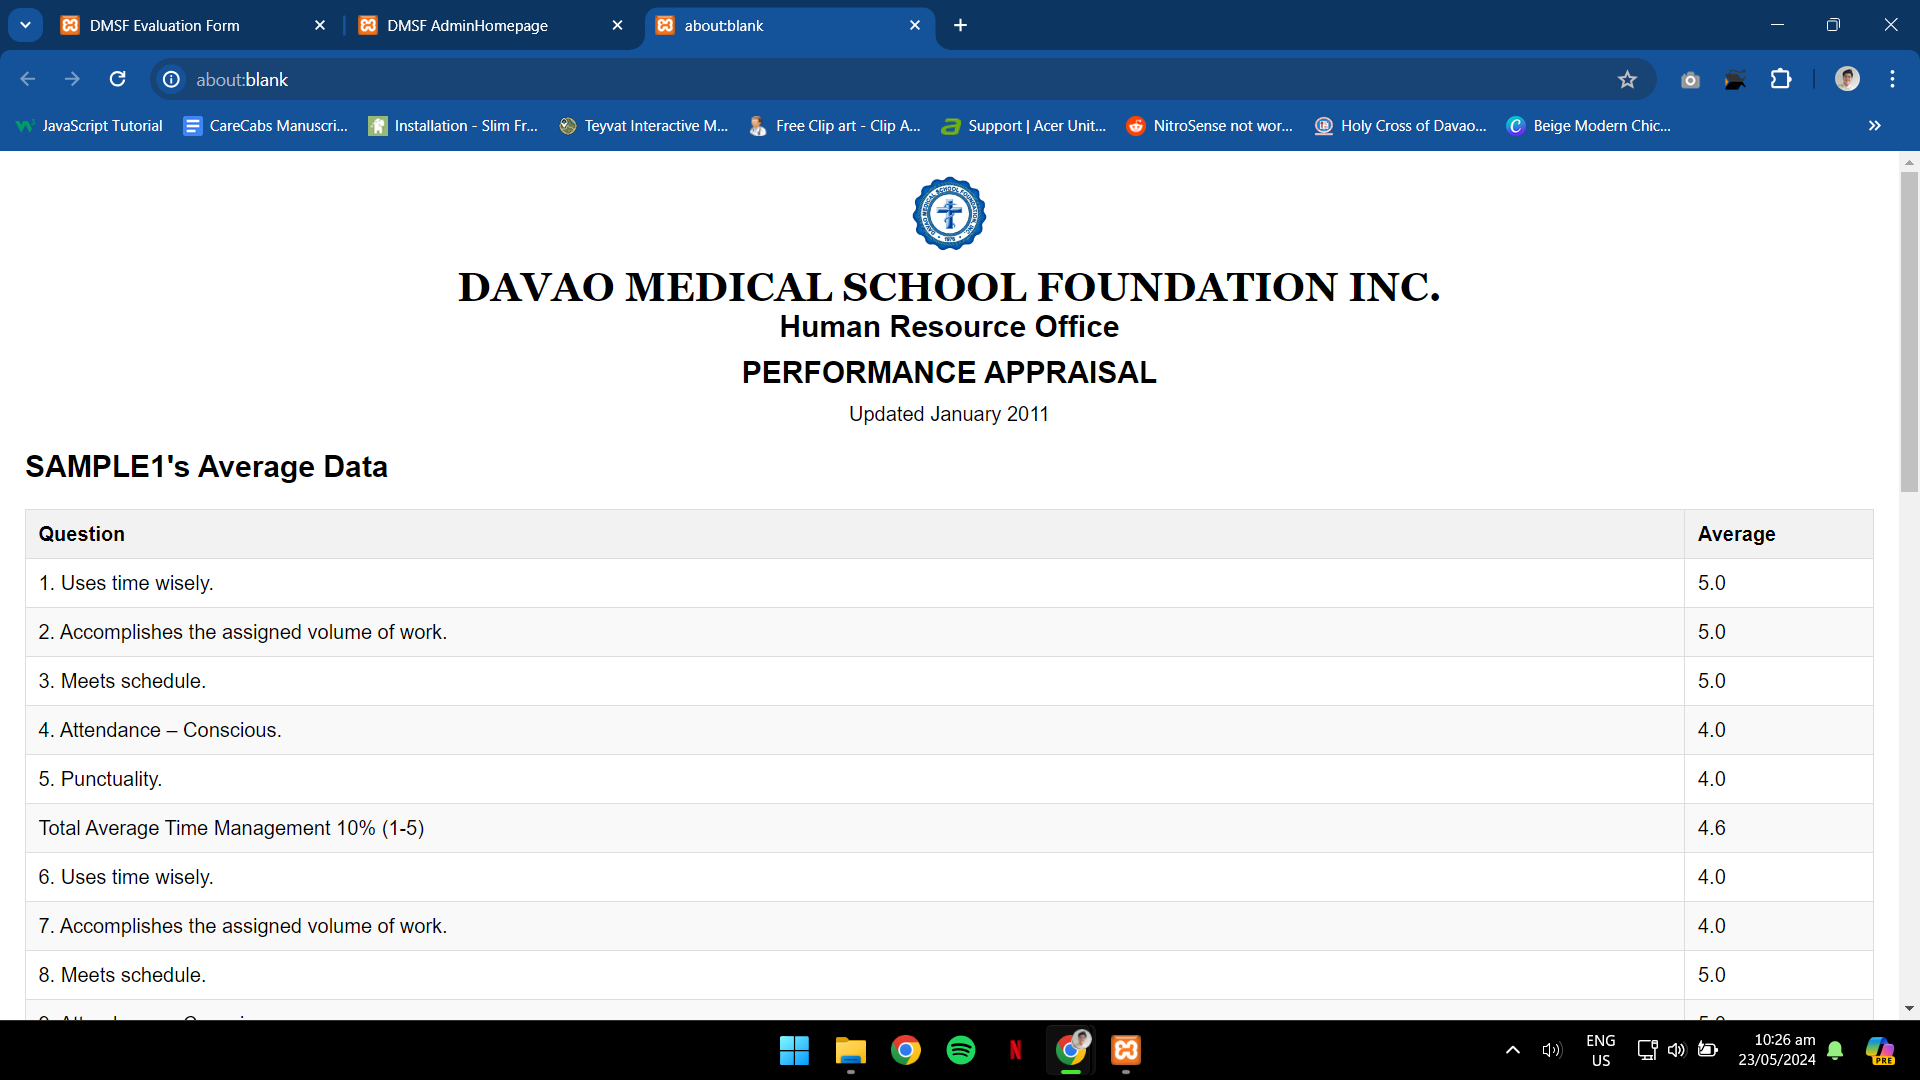 DMSF Evaluation Form
DMSF AdminHomepage
about:blank
about:blank
JavaScript Tutorial
CareCabs Manuscri...
Installation - Slim Fr...
Teyvat Interactive M...
Free Clip art - Clip A...
Support | Acer Unit...
NitroSense not wor...
Holy Cross of Davao...
Beige Modern Chic...
DAVAO MEDICAL SCHOOL FOUNDATION INC.
Human Resource Office
PERFORMANCE APPRAISAL
Updated January 2011
SAMPLE1's Average Data
Question Average
1. Uses time wisely. 5.0
2. Accomplishes the assigned volume of work. 5.0
3. Meets schedule. 5.0
4. Attendance – Conscious. 4.0
5. Punctuality. 4.0
Total Average Time Management 10% (1-5) 4.6
6. Uses time wisely. 4.0
7. Accomplishes the assigned volume of work. 4.0
8. Meets schedule. 5.0
ENG
US
10:26 am
23/05/2024
PRE